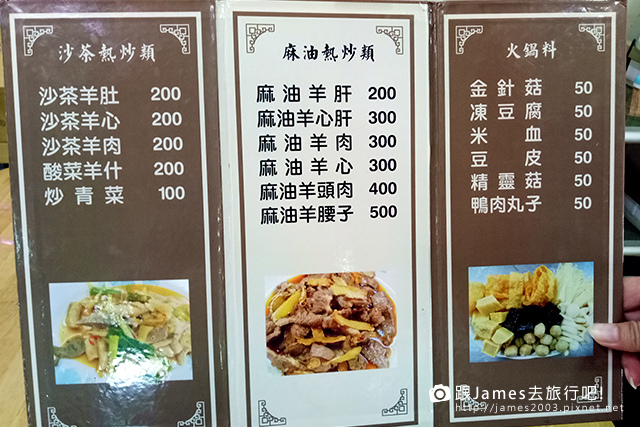 沙茶熱炒類
沙茶羊肚 200
沙茶羊心 200
沙茶羊肉 200
酸菜羊什 200
炒青菜 100
麻油熱炒類
麻油羊肝 200
麻油羊心肝 300
麻油羊肉 300
麻油羊心 300
麻油羊頭肉 400
麻油羊腰子 500
火鍋料
金針菇 50
凍豆腐 50
米血 50
豆皮 50
精靈菇 50
鴨肉丸子 50
跟James去旅行吧!
http://james2003.pixnet.net